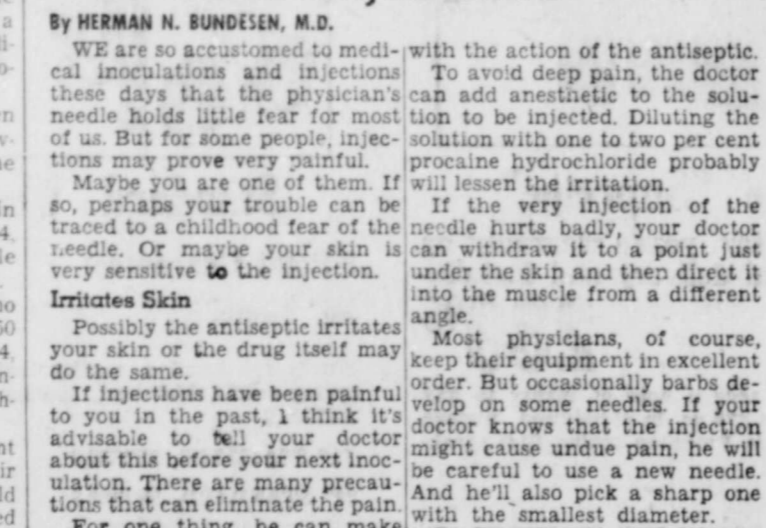 By HERMAN N. BUNDESEN, M.D.
WE are so accustomed to medi-
cal inoculations and injections
these days that the physician's
needle holds little fear for most
of us. But for some people, injec-
tions may prove very painful.
Maybe you are one of them. If
so, perhaps your trouble can be
traced to a childhood fear of the
needle. Or maybe your skin is
very sensitive to the injection.
Irritates Skin
Possibly the antiseptic irritates
your skin or the drug itself may
do the same.
If injections have been painful
to you in the past, I think it's
advisable to tell your doctor
about this before your next inoc-
ulation. There are many precau-
tions that can eliminate the pain.
For one thing, he can make
with the action of the antiseptic.
To avoid deep pain, the doctor
can add anesthetic to the solu-
tion to be injected. Diluting the
solution with one to two per cent
procaine hydrochloride probably
will lessen the irritation.
If the very injection of the
needle hurts badly, your doctor
can withdraw it to a point just
under the skin and then direct it
into the muscle from a different
angle.
Most physicians, of course,
keep their equipment in excellent
order. But occasionally barbs de-
velop on some needles. If your
doctor knows that the injection
might cause undue pain, he will
be careful to use a new needle.
And he'll also pick a sharp one
with the smallest diameter.